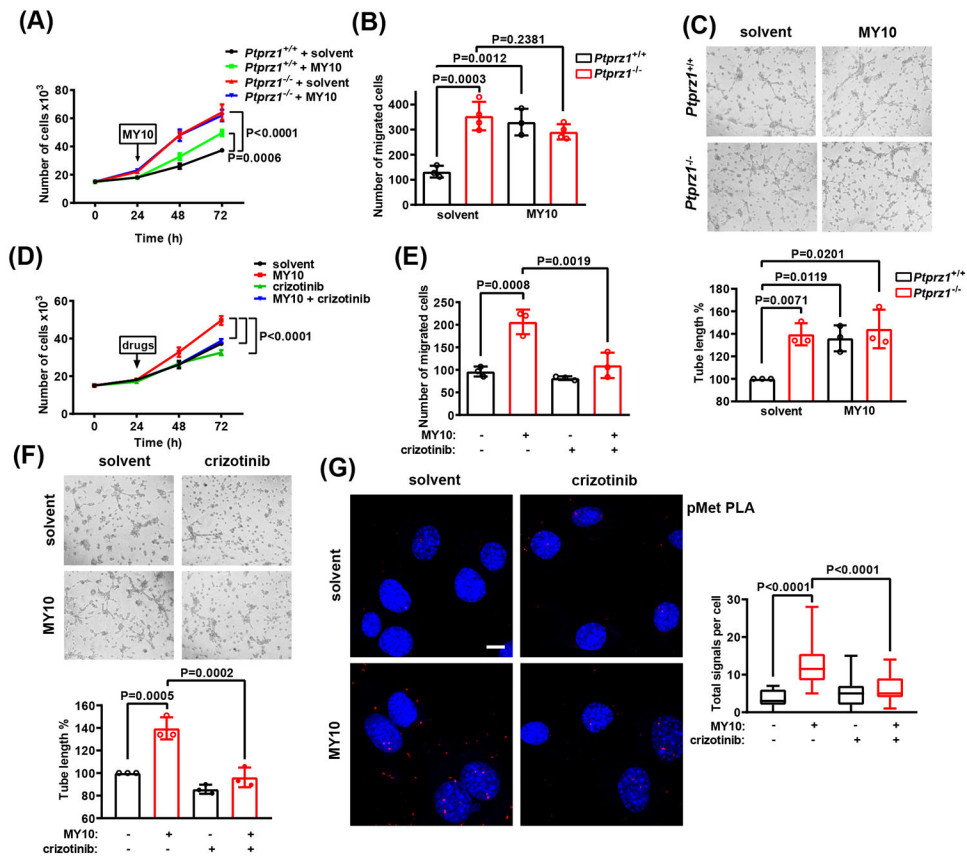 (A)
Ptprz1+/+ + solvent
Ptprz1+/+ + MY10
Ptprz1-/- + solvent
Ptprz1-/- + MY10
Number of cells x10³
80
60
40
20
0
MY10
P<0.0001
P=0.0006
0 24 48 72
Time (h)
(B)
P=0.2381
P=0.0012
P=0.0003
Ptprz1+/+
Ptprz1-/-
Number of migrated cells
400
300
200
100
0
solvent MY10
(C)
solvent MY10
Ptprz1+/+
Ptprz1-/-
P=0.0201
P=0.0119
P=0.0071
Ptprz1+/+
Ptprz1-/-
Tube length %
180
160
140
120
100
80
solvent MY10
(D)
solvent
MY10
crizotinib
MY10 + crizotinib
Number of cells x10³
60
40
20
0
drugs
P<0.0001
0 24 48 72
Time (h)
(E)
P=0.0019
P=0.0008
Number of migrated cells
300
250
200
150
100
50
0
MY10: - + - +
crizotinib: - - + +
(F)
solvent crizotinib
solvent
MY10
P=0.0002
P=0.0005
Tube length %
160
140
120
100
80
60
MY10: - + - +
crizotinib: - - + +
(G)
solvent crizotinib
solvent
MY10
pMet PLA
P<0.0001
P<0.0001
Total signals per cell
30
20
10
0
MY10: - + - +
crizotinib: - - + +